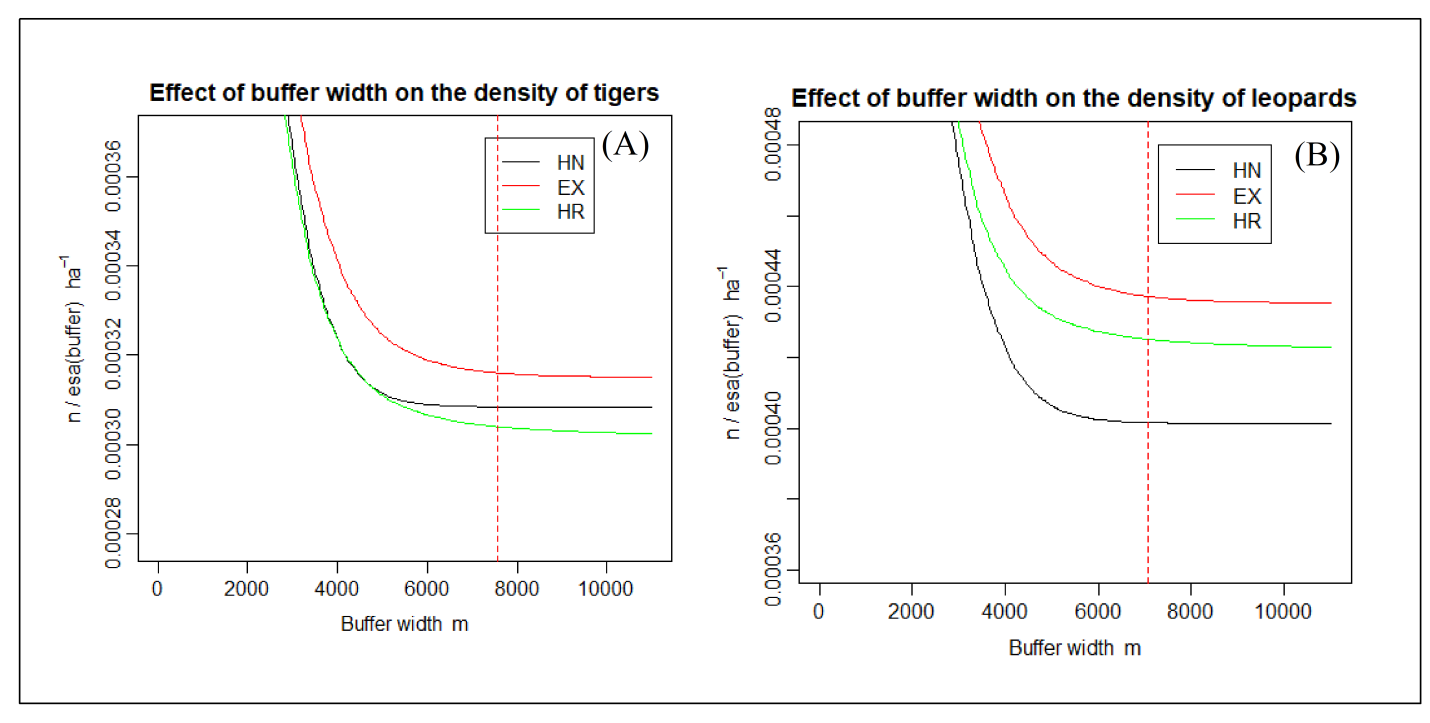 Effect of buffer width on the density of tigers
(A)
HN
EX
HR
n / esa(buffer) ha⁻¹
0.00036
0.00034
0.00032
0.00030
0.00028
0
2000
4000
6000
8000
10000
Buffer width m
Effect of buffer width on the density of leopards
(B)
HN
EX
HR
n / esa(buffer) ha⁻¹
0.00048
0.00044
0.00040
0.00036
0
2000
4000
6000
8000
10000
Buffer width m